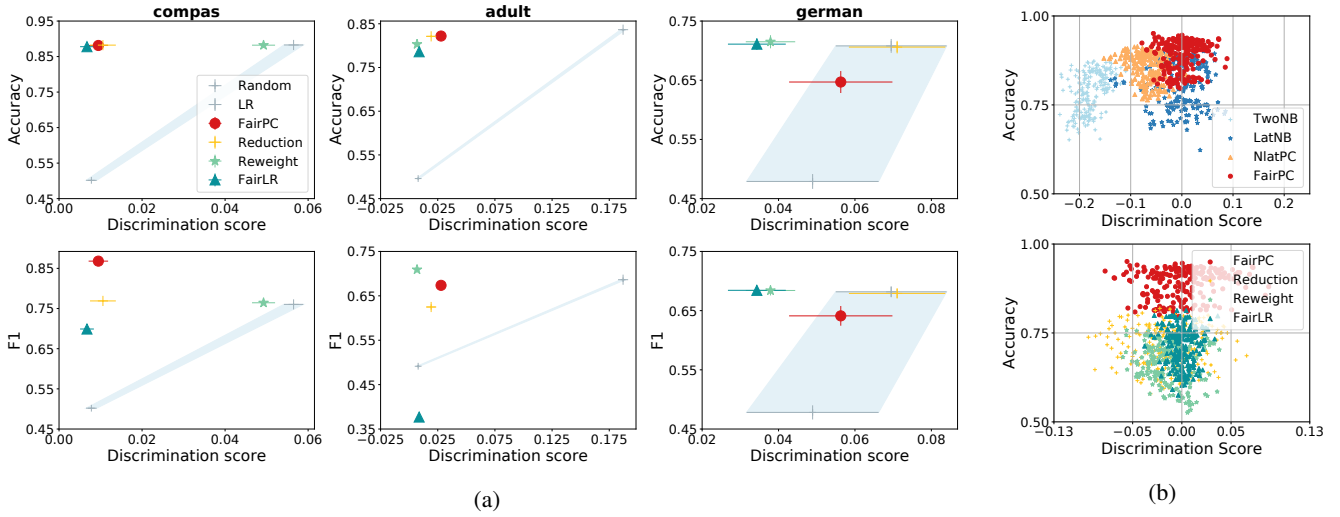 compas
0.95
0.85
0.75
0.65
0.55
0.45
Accuracy
Random
LR
FairPC
Reduction
Reweight
FairLR
0.00
0.02
0.04
0.06
Discrimination score
adult
0.85
0.75
0.65
0.55
0.45
Accuracy
−0.025
0.025
0.075
0.125
0.175
Discrimination score
german
0.75
0.65
0.55
0.45
Accuracy
0.02
0.04
0.06
0.08
Discrimination score
0.85
0.75
0.65
0.55
0.45
F1
0.00
0.02
0.04
0.06
Discrimination score
0.75
0.65
0.55
0.45
0.35
F1
−0.025
0.025
0.075
0.125
0.175
Discrimination score
0.75
0.65
0.55
0.45
F1
0.02
0.04
0.06
0.08
Discrimination score
(a)
1.00
0.75
0.50
Accuracy
TwoNB
LatNB
NlatPC
FairPC
−0.2
−0.1
0.0
0.1
0.2
Discrimination Score
1.00
0.75
0.50
Accuracy
FairPC
Reduction
Reweight
FairLR
−0.13
−0.05
0.00
0.05
0.13
Discrimination Score
(b)